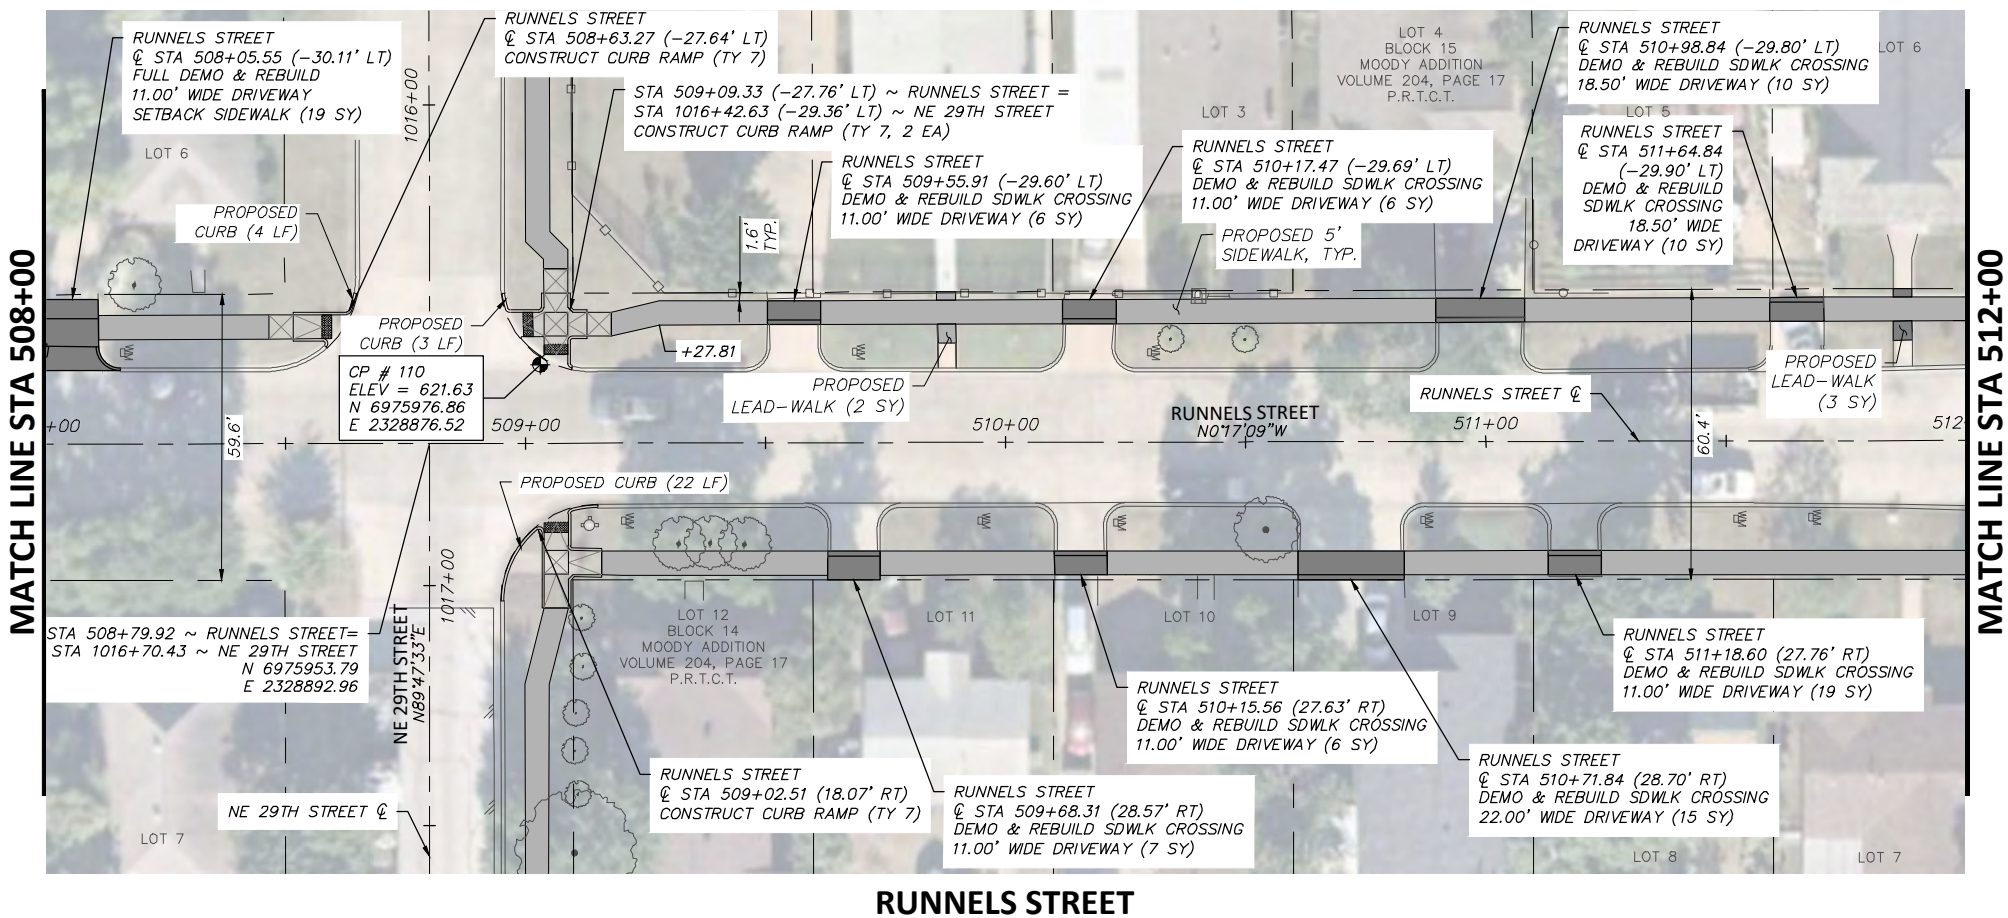 RUNNELS STREET
℄ STA 508+05.55 (-30.11' LT)
FULL DEMO & REBUILD
11.00' WIDE DRIVEWAY
SETBACK SIDEWALK (19 SY)
RUNNELS STREET
℄ STA 508+63.27 (-27.64' LT)
CONSTRUCT CURB RAMP (TY 7)
STA 509+09.33 (-27.76' LT) ~ RUNNELS STREET =
STA 1016+42.63 (-29.36' LT) ~ NE 29TH STREET
CONSTRUCT CURB RAMP (TY 7, 2 EA)
RUNNELS STREET
℄ STA 509+55.91 (-29.60' LT)
DEMO & REBUILD SDWLK CROSSING
11.00' WIDE DRIVEWAY (6 SY)
RUNNELS STREET
℄ STA 510+17.47 (-29.69' LT)
DEMO & REBUILD SDWLK CROSSING
11.00' WIDE DRIVEWAY (6 SY)
RUNNELS STREET
℄ STA 510+98.84 (-29.80' LT)
DEMO & REBUILD SDWLK CROSSING
18.50' WIDE DRIVEWAY (10 SY)
RUNNELS STREET
℄ STA 511+64.84
(-29.90' LT)
DEMO & REBUILD
SDWLK CROSSING
18.50' WIDE
DRIVEWAY (10 SY)
LOT 4
BLOCK 15
MOODY ADDITION
VOLUME 204, PAGE 17
P.R.T.C.T.
LOT 3
LOT 5
LOT 6
LOT 6
1016+00
PROPOSED
CURB (4 LF)
PROPOSED
CURB (3 LF)
1.6'
TYP.
PROPOSED 5'
SIDEWALK, TYP.
+27.81
CP # 110
ELEV = 621.63
N 6975976.86
E 2328876.52
PROPOSED
LEAD-WALK (2 SY)
PROPOSED
LEAD-WALK
(3 SY)
RUNNELS STREET ℄
RUNNELS STREET
N0°17'09"W
MATCH LINE STA 508+00
MATCH LINE STA 512+00
+00
509+00
510+00
511+00
512
59.6'
60.4'
WM
WM
WM
WM
WM
PROPOSED CURB (22 LF)
WM
WM
WM
WM
WM
WM
1017+00
NE 29TH STREET
N89°47'33"E
STA 508+79.92 ~ RUNNELS STREET=
STA 1016+70.43 ~ NE 29TH STREET
N 6975953.79
E 2328892.96
LOT 12
BLOCK 14
MOODY ADDITION
VOLUME 204, PAGE 17
P.R.T.C.T.
LOT 11
LOT 10
LOT 9
RUNNELS STREET
℄ STA 511+18.60 (27.76' RT)
DEMO & REBUILD SDWLK CROSSING
11.00' WIDE DRIVEWAY (19 SY)
RUNNELS STREET
℄ STA 510+15.56 (27.63' RT)
DEMO & REBUILD SDWLK CROSSING
11.00' WIDE DRIVEWAY (6 SY)
RUNNELS STREET
℄ STA 510+71.84 (28.70' RT)
DEMO & REBUILD SDWLK CROSSING
22.00' WIDE DRIVEWAY (15 SY)
RUNNELS STREET
℄ STA 509+02.51 (18.07' RT)
CONSTRUCT CURB RAMP (TY 7)
RUNNELS STREET
℄ STA 509+68.31 (28.57' RT)
DEMO & REBUILD SDWLK CROSSING
11.00' WIDE DRIVEWAY (7 SY)
NE 29TH STREET ℄
LOT 7
LOT 8
LOT 7
RUNNELS STREET